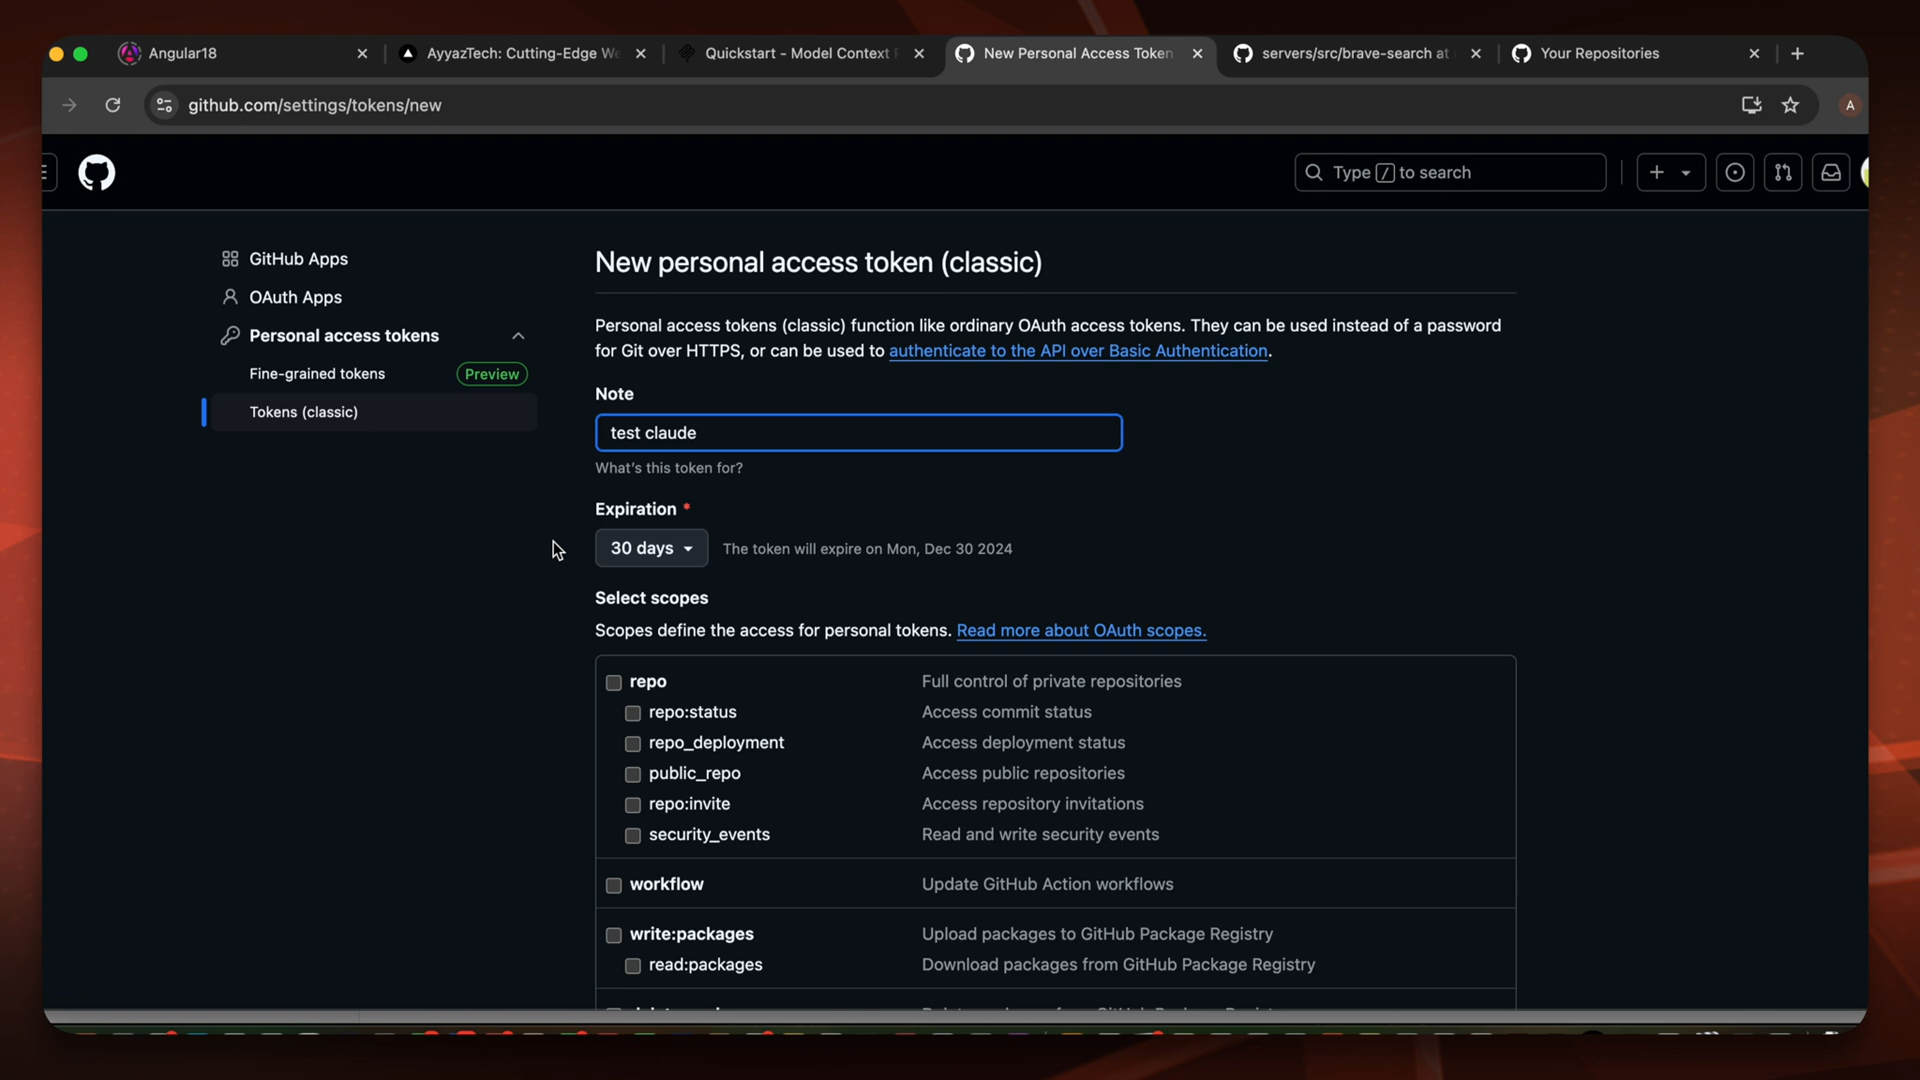 Angular18
AyyazTech: Cutting-Edge We
Quickstart - Model Context
New Personal Access Token
servers/src/brave-search at
Your Repositories
github.com/settings/tokens/new
A
Type / to search
GitHub Apps
OAuth Apps
Personal access tokens
Fine-grained tokens Preview
Tokens (classic)
New personal access token (classic)
Personal access tokens (classic) function like ordinary OAuth access tokens. They can be used instead of a password
for Git over HTTPS, or can be used to authenticate to the API over Basic Authentication.
Note
test claude
What's this token for?
Expiration *
30 days The token will expire on Mon, Dec 30 2024
Select scopes
Scopes define the access for personal tokens. Read more about OAuth scopes.
repo Full control of private repositories
repo:status Access commit status
repo_deployment Access deployment status
public_repo Access public repositories
repo:invite Access repository invitations
security_events Read and write security events
workflow Update GitHub Action workflows
write:packages Upload packages to GitHub Package Registry
read:packages Download packages from GitHub Package Registry